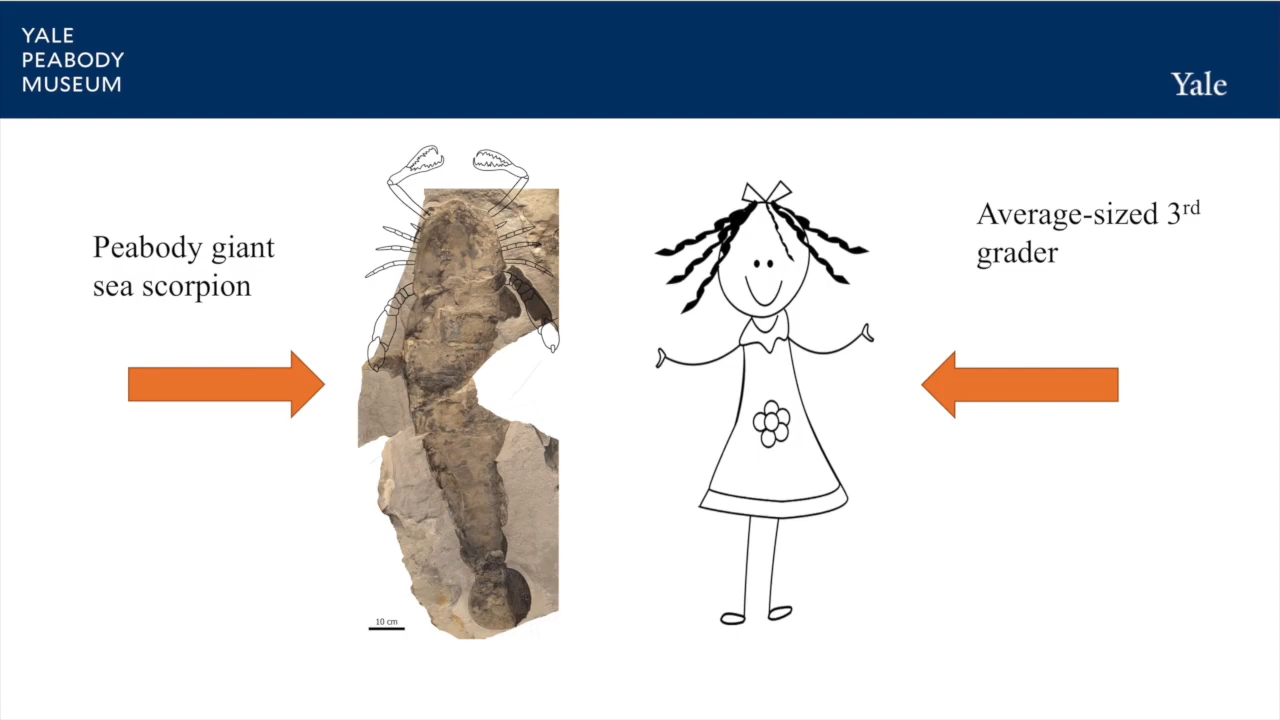 YALE
PEABODY
MUSEUM
Yale
Peabody giant
sea scorpion
Average-sized 3rd
grader
10 cm